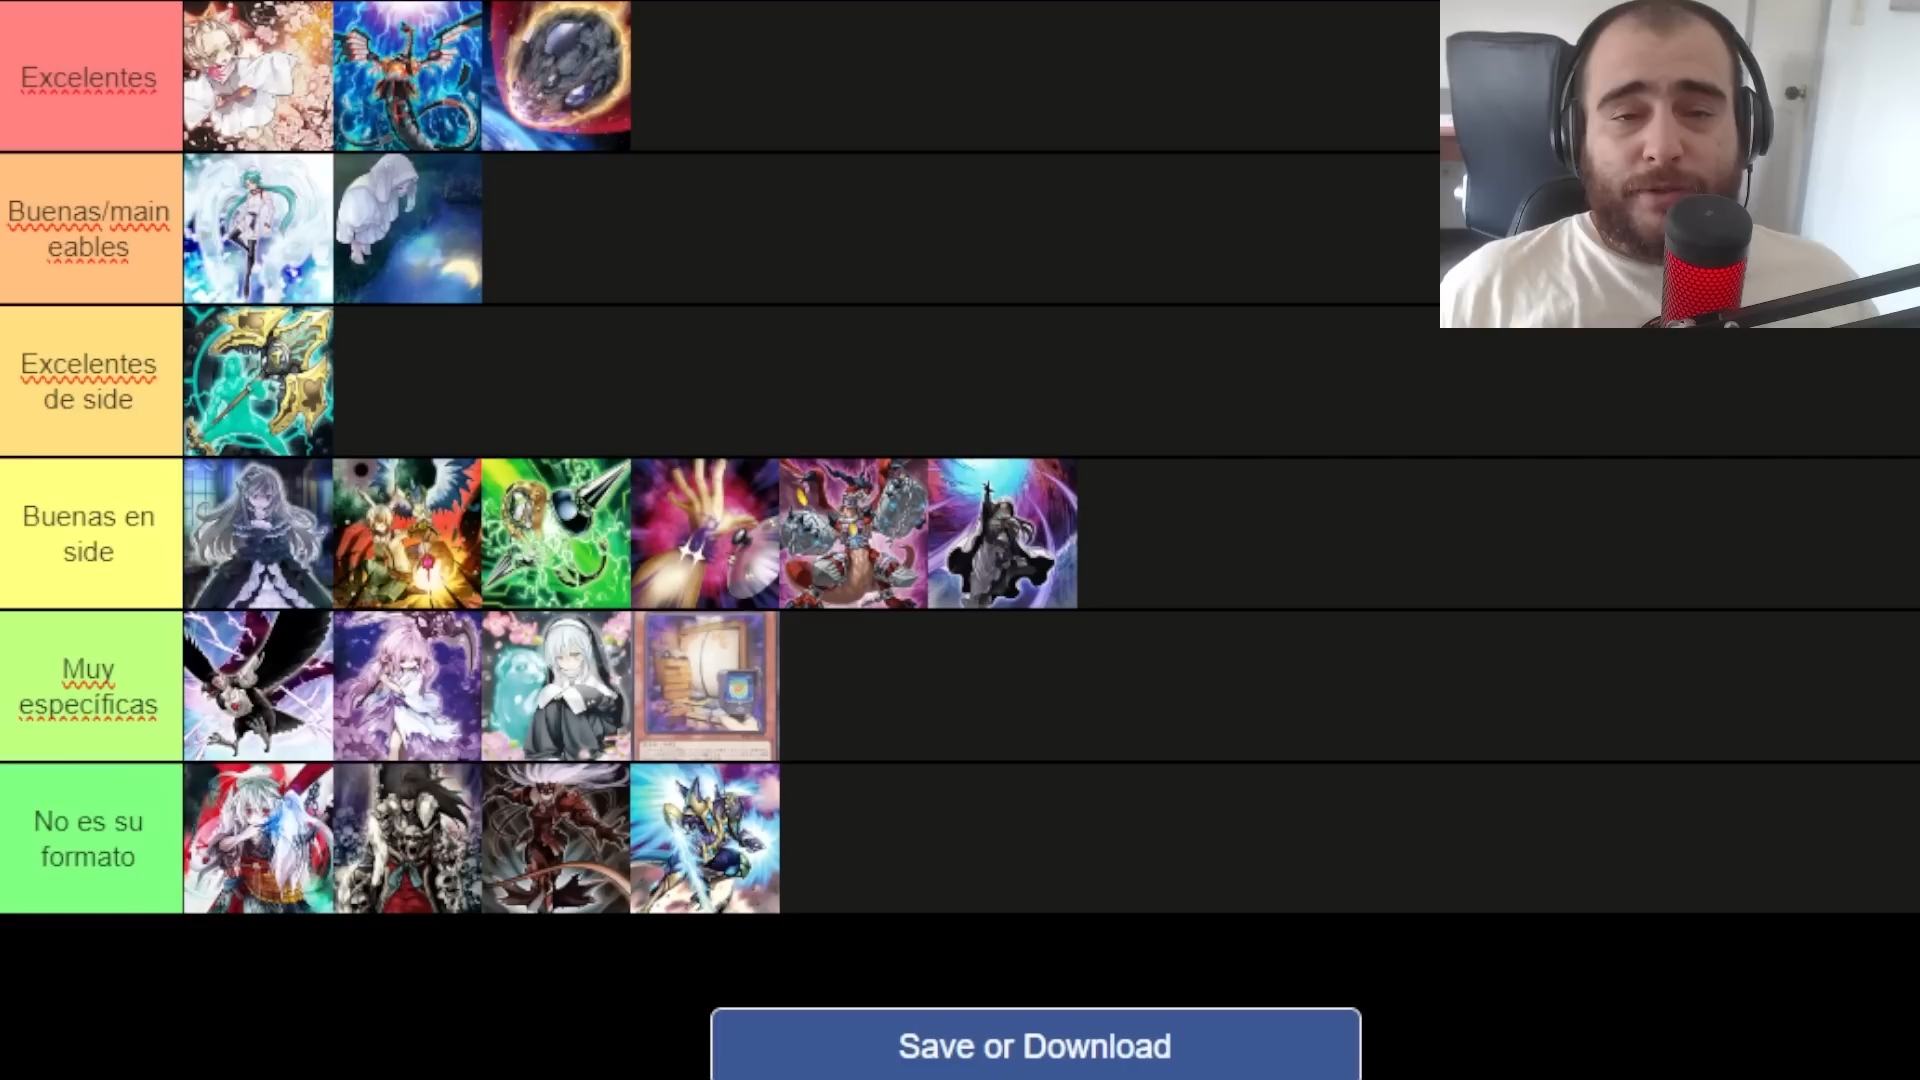 Excelentes
Buenas/main
eables
Excelentes
de side
Buenas en
side
Muy
específicas
No es su
formato
Save or Download